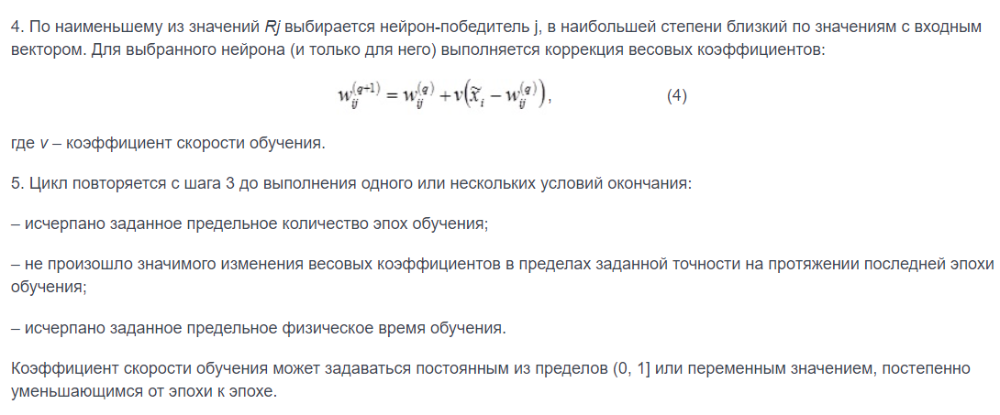 4. По наименьшему из значений Rj выбирается нейрон-победитель j, в наибольшей степени близкий по значениям с входным
вектором. Для выбранного нейрона (и только для него) выполняется коррекция весовых коэффициентов:
w_{ij}^{(q+1)} = w_{ij}^{(q)} + v(x̃_i − w_{ij}^{(q)}), (4)
где v – коэффициент скорости обучения.
5. Цикл повторяется с шага 3 до выполнения одного или нескольких условий окончания:
– исчерпано заданное предельное количество эпох обучения;
– не произошло значимого изменения весовых коэффициентов в пределах заданной точности на протяжении последней эпохи
обучения;
– исчерпано заданное предельное физическое время обучения.
Коэффициент скорости обучения может задаваться постоянным из пределов (0, 1] или переменным значением, постепенно
уменьшающимся от эпохи к эпохе.